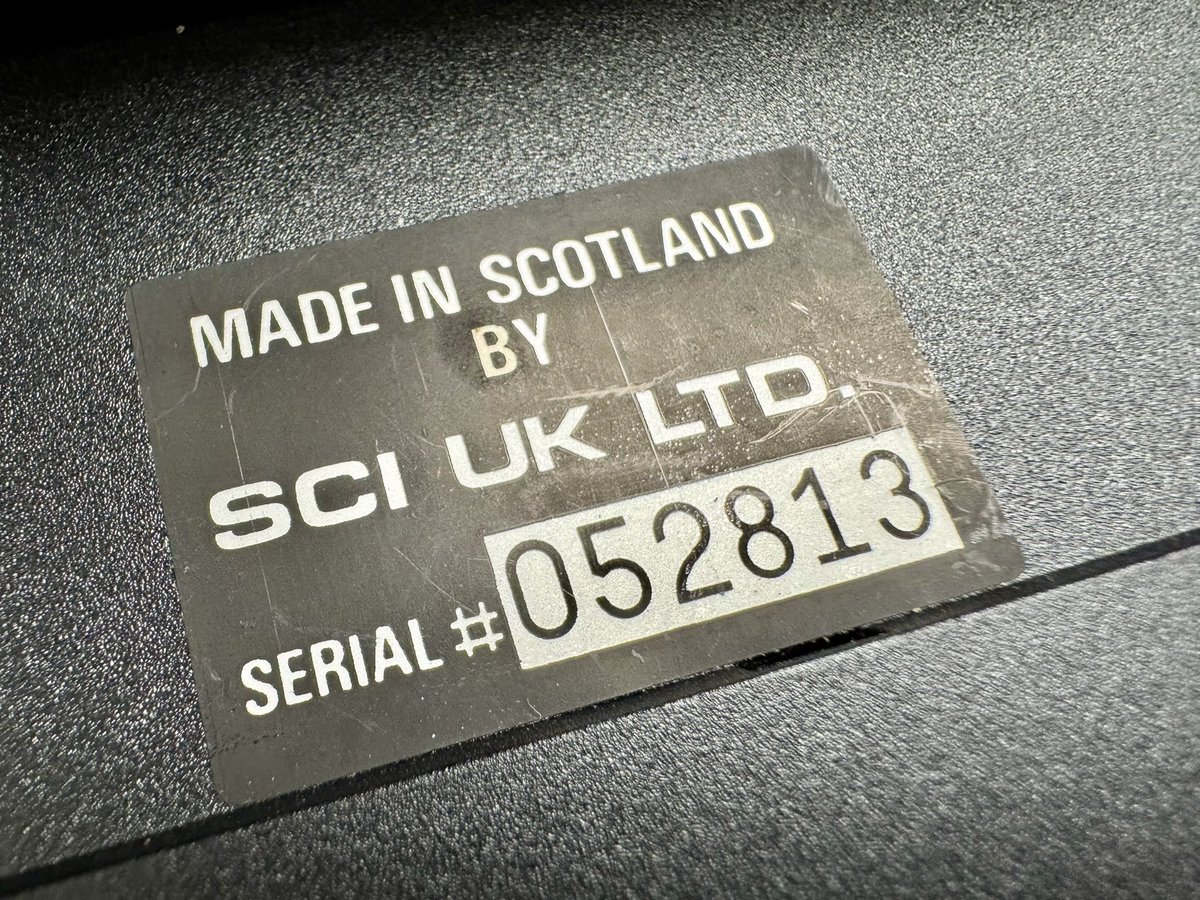 MADE IN SCOTLAND
BY
SCI UK LTD.
SERIAL # 052813